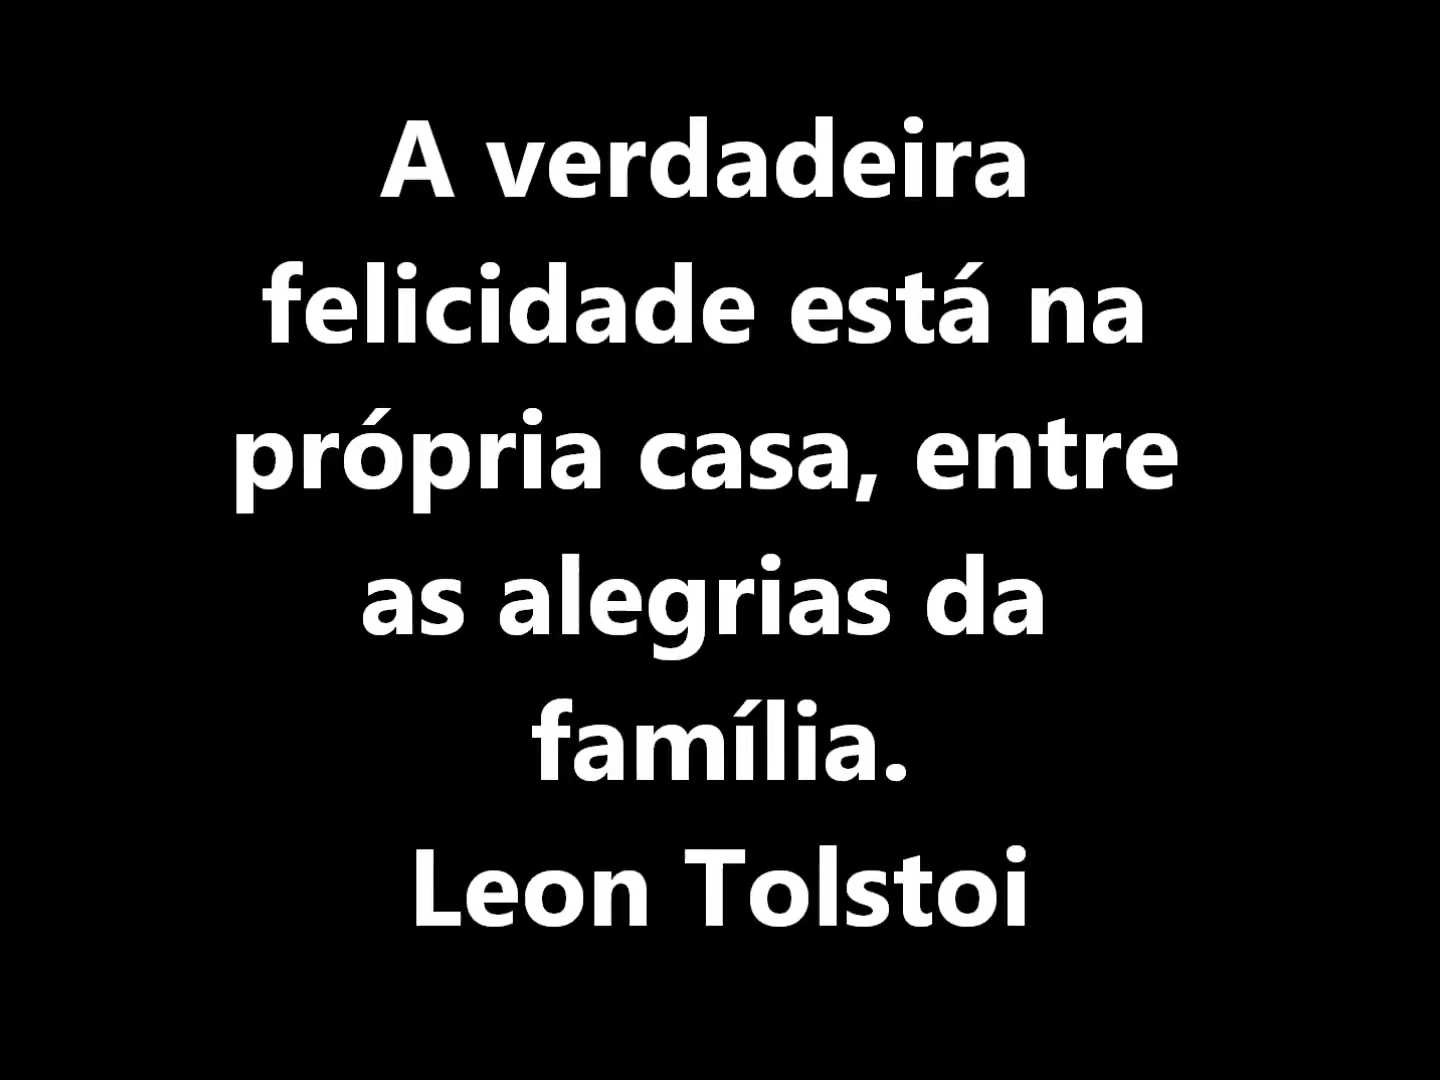 A verdadeira
felicidade está na
própria casa, entre
as alegrias da
família.
Leon Tolstoi